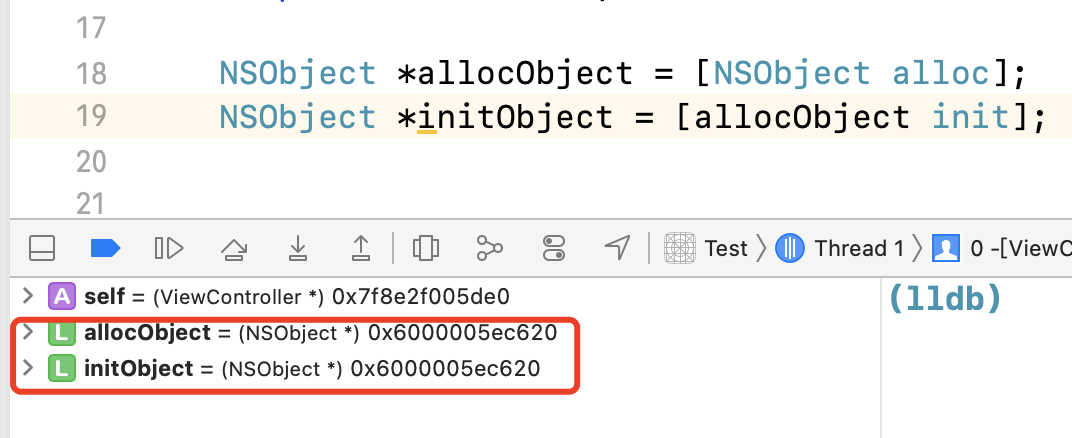 17
18 NSObject *allocObject = [NSObject alloc];
19 NSObject *initObject = [allocObject init];
20
21
Test Thread 1 0 -[ViewC
A self = (ViewController *) 0x7f8e2f005de0
(lldb)
L allocObject = (NSObject *) 0x6000005ec620
L initObject = (NSObject *) 0x6000005ec620